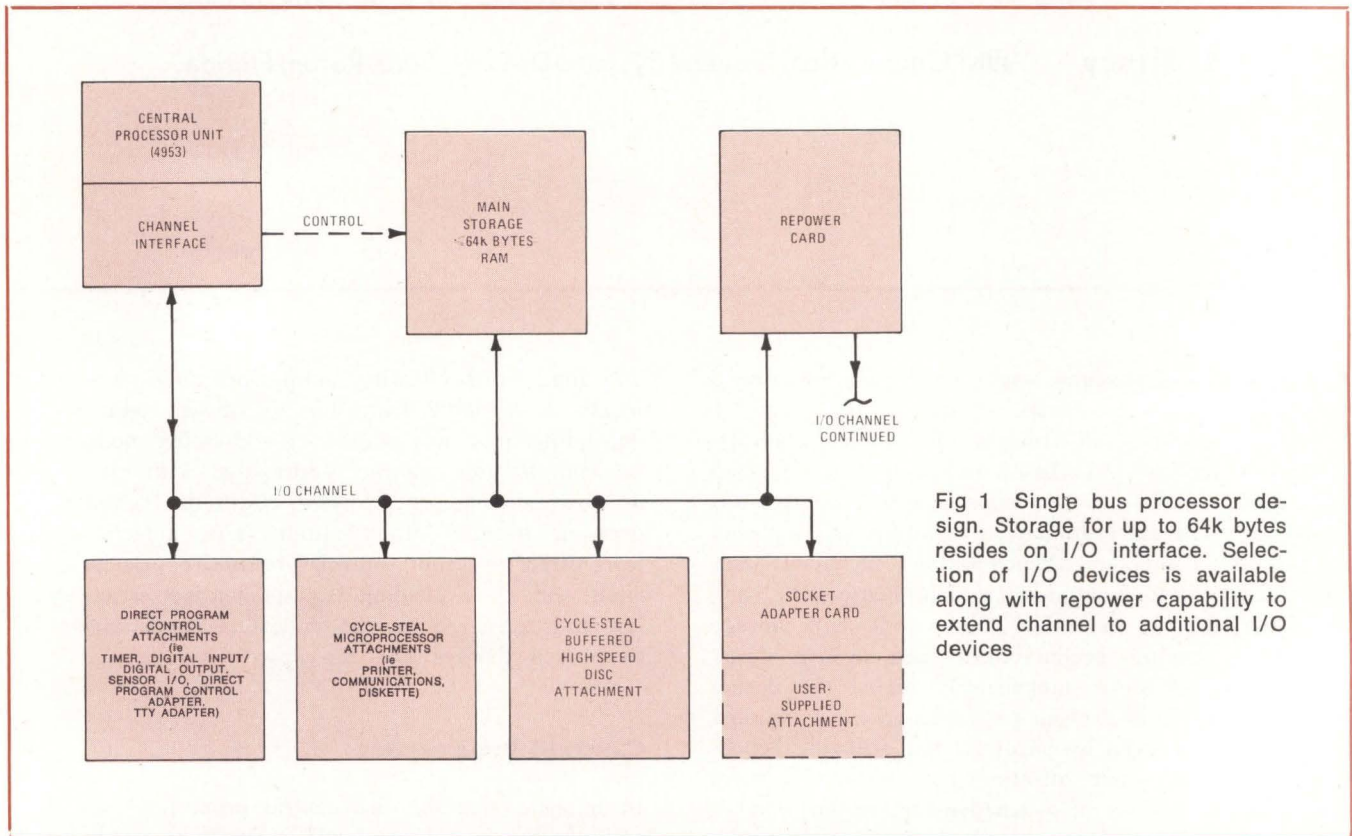 CENTRAL
PROCESSOR UNIT
(4953)
CHANNEL
INTERFACE
CONTROL
MAIN
STORAGE
<64k BYTES
RAM
REPOWER
CARD
I/O CHANNEL
CONTINUED
I/O CHANNEL
DIRECT PROGRAM
CONTROL
ATTACHMENTS
(ie
TIMER, DIGITAL INPUT/
DIGITAL OUTPUT,
SENSOR I/O, DIRECT
PROGRAM CONTROL
ADAPTER,
TTY ADAPTER)
CYCLE-STEAL
MICROPROCESSOR
ATTACHMENTS
(ie
PRINTER,
COMMUNICATIONS,
DISKETTE)
CYCLE-STEAL
BUFFERED
HIGH SPEED
DISC
ATTACHMENT
SOCKET
ADAPTER CARD
USER-
SUPPLIED
ATTACHMENT
Fig 1 Single bus processor de-
sign. Storage for up to 64k bytes
resides on I/O interface. Selec-
tion of I/O devices is available
along with repower capability to
extend channel to additional I/O
devices